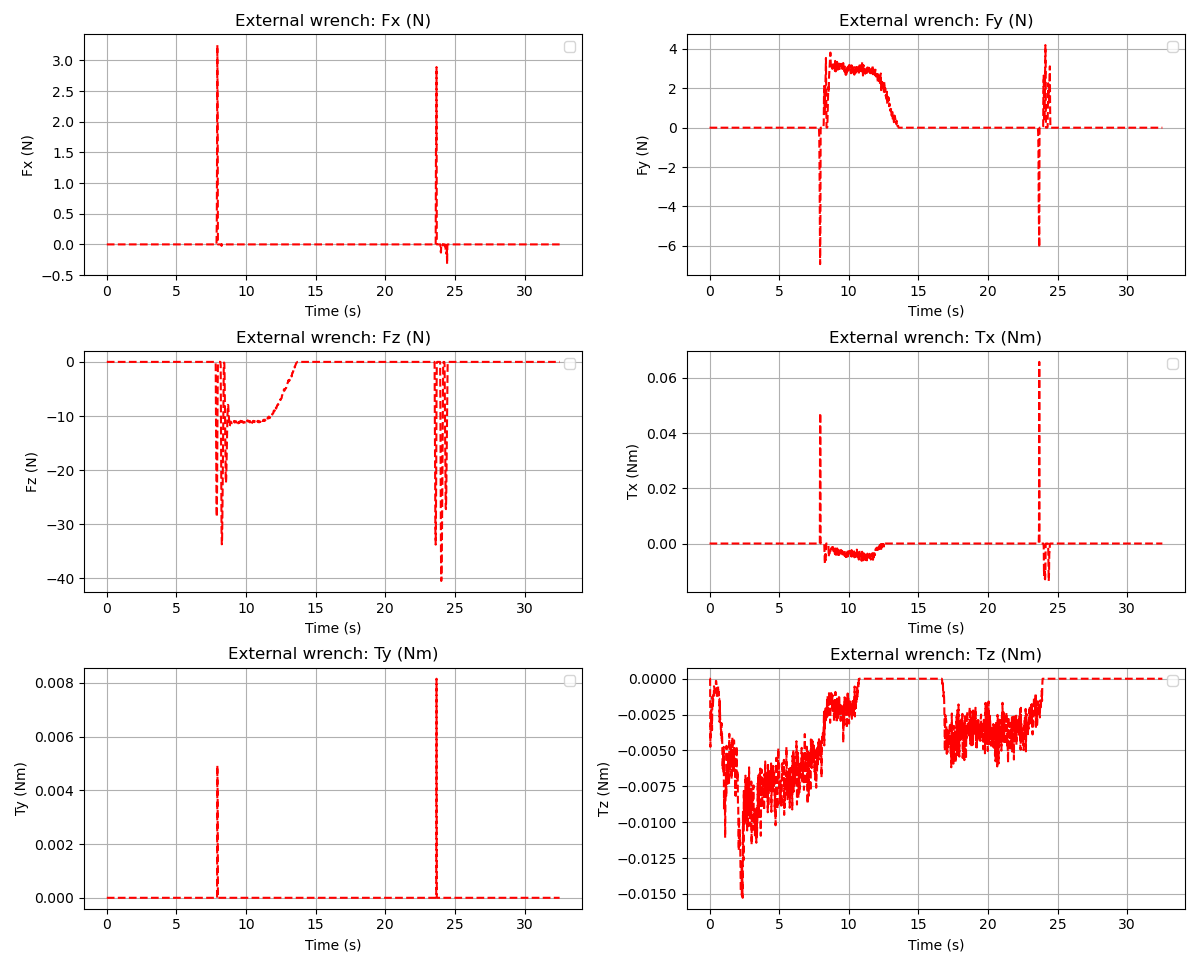 External wrench: Fx (N)
3.0
2.5
2.0
1.5
1.0
0.5
0.0
−0.5
Fx (N)
0 5 10 15 20 25 30
Time (s)
External wrench: Fy (N)
4
2
0
−2
−4
−6
Fy (N)
0 5 10 15 20 25 30
Time (s)
External wrench: Fz (N)
0
−10
−20
−30
−40
Fz (N)
0 5 10 15 20 25 30
Time (s)
External wrench: Tx (Nm)
0.06
0.04
0.02
0.00
Tx (Nm)
0 5 10 15 20 25 30
Time (s)
External wrench: Ty (Nm)
0.008
0.006
0.004
0.002
0.000
Ty (Nm)
0 5 10 15 20 25 30
Time (s)
External wrench: Tz (Nm)
0.0000
−0.0025
−0.0050
−0.0075
−0.0100
−0.0125
−0.0150
Tz (Nm)
0 5 10 15 20 25 30
Time (s)